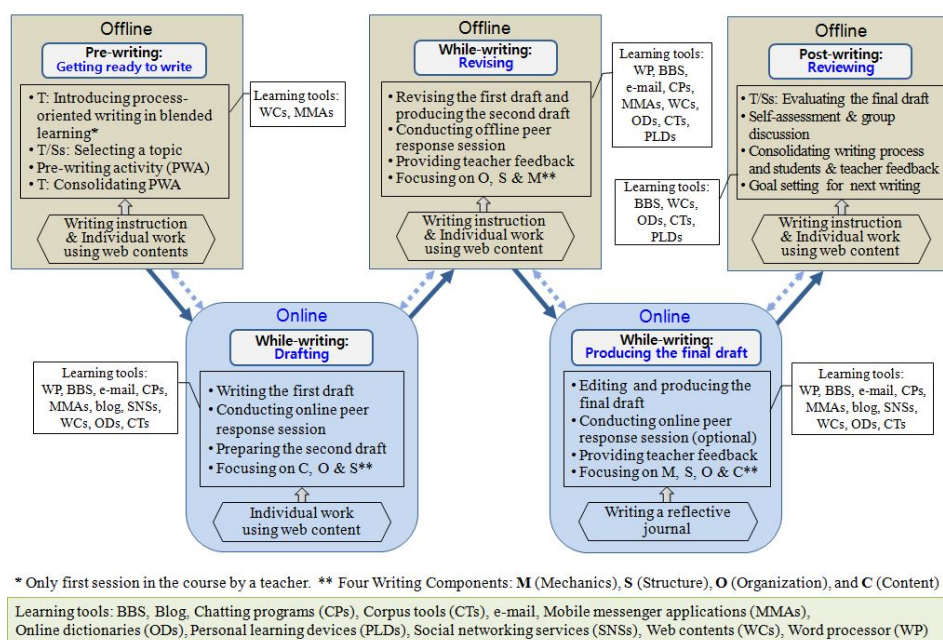 Offline
Pre-writing:
Getting ready to write
• T: Introducing process-
oriented writing in blended
learning*
• T/Ss: Selecting a topic
• Pre-writing activity (PWA)
• T: Consolidating PWA
Writing instruction
& Individual work
using web contents
Learning tools:
WCs, MMAs
Offline
While-writing:
Revising
• Revising the first draft and
producing the second draft
• Conducting offline peer
response session
• Providing teacher feedback
• Focusing on O, S & M**
Writing instruction
& Individual work
using web content
Learning tools:
WP, BBS,
e-mail, CPs,
MMAs, WCs,
ODs, CTs,
PLDs
Offline
Post-writing:
Reviewing
• T/Ss: Evaluating the final draft
• Self-assessment & group
discussion
• Consolidating writing process
and students & teacher feedback
• Goal setting for next writing
Writing instruction
& Individual work
using web content
Learning tools:
BBS, WCs,
ODs, CTs,
PLDs
Online
While-writing:
Drafting
• Writing the first draft
• Conducting online peer
response session
• Preparing the second draft
• Focusing on C, O & S**
Individual work
using web content
Learning tools:
WP, BBS, e-mail, CPs,
MMAs, blog, SNSs,
WCs, ODs, CTs
Online
While-writing:
Producing the final draft
• Editing and producing the
final draft
• Conducting online peer
response session (optional)
• Providing teacher feedback
• Focusing on M, S, O & C**
Writing a reflective
journal
Learning tools:
WP, BBS, e-mail, CPs,
MMAs, blog, SNSs,
WCs, ODs, CTs
* Only first session in the course by a teacher. ** Four Writing Components: M (Mechanics), S (Structure), O (Organization), and C (Content)
Learning tools: BBS, Blog, Chatting programs (CPs), Corpus tools (CTs), e-mail, Mobile messenger applications (MMAs),
Online dictionaries (ODs), Personal learning devices (PLDs), Social networking services (SNSs), Web contents (WCs), Word processor (WP)